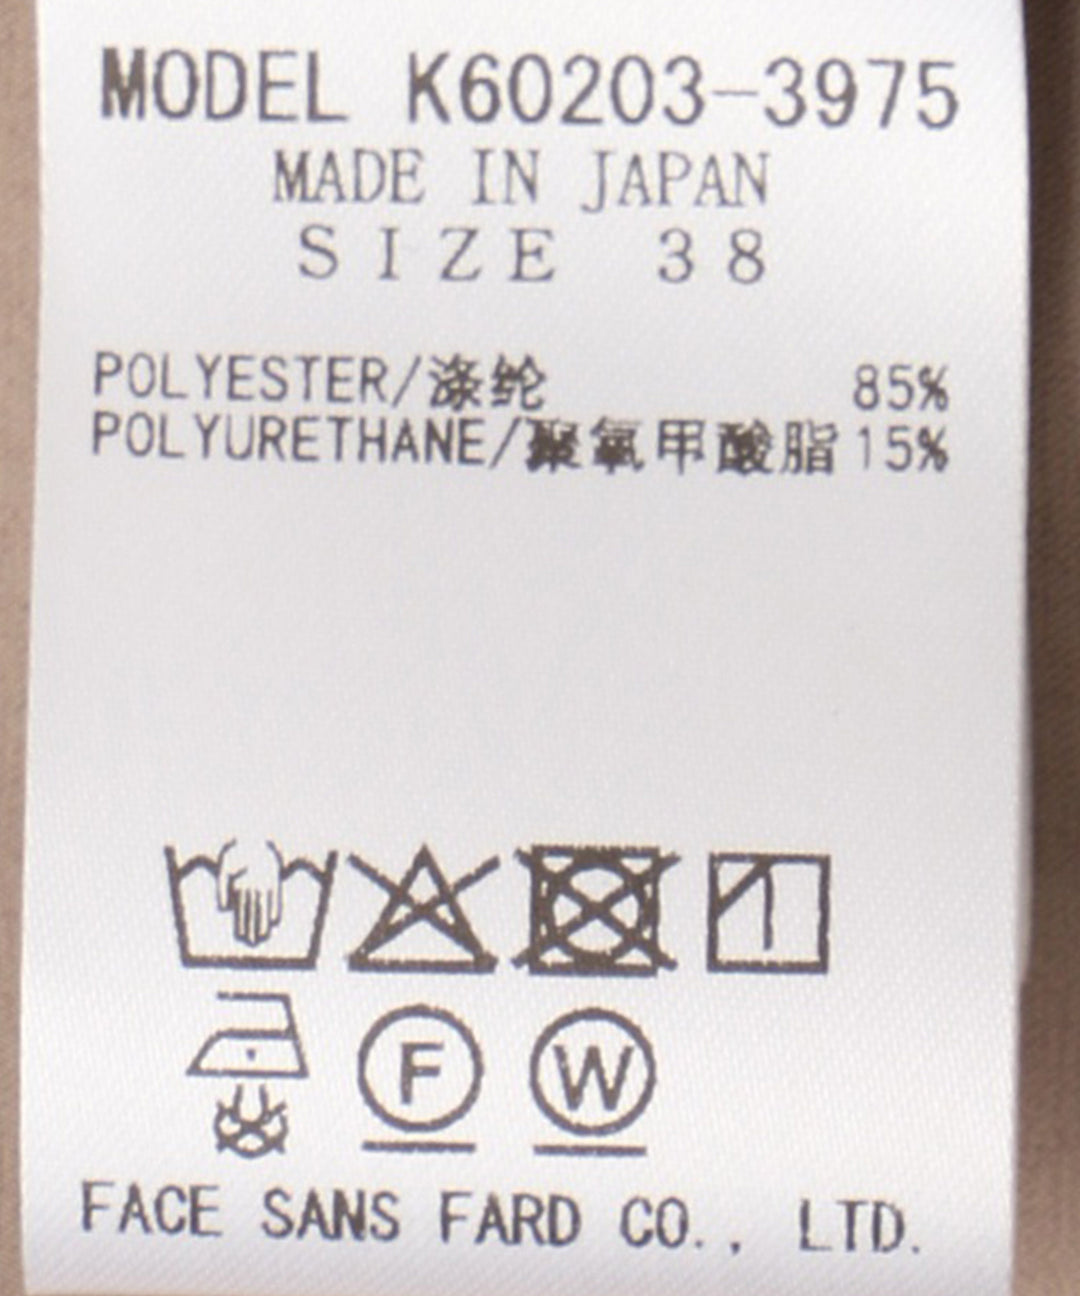 MODEL K60203-3975
MADE IN JAPAN
SIZE 38
POLYESTER/涤纶 85%
POLYURETHANE/聚氧甲酸脂 15%
F W
FACE SANS FARD CO., LTD.